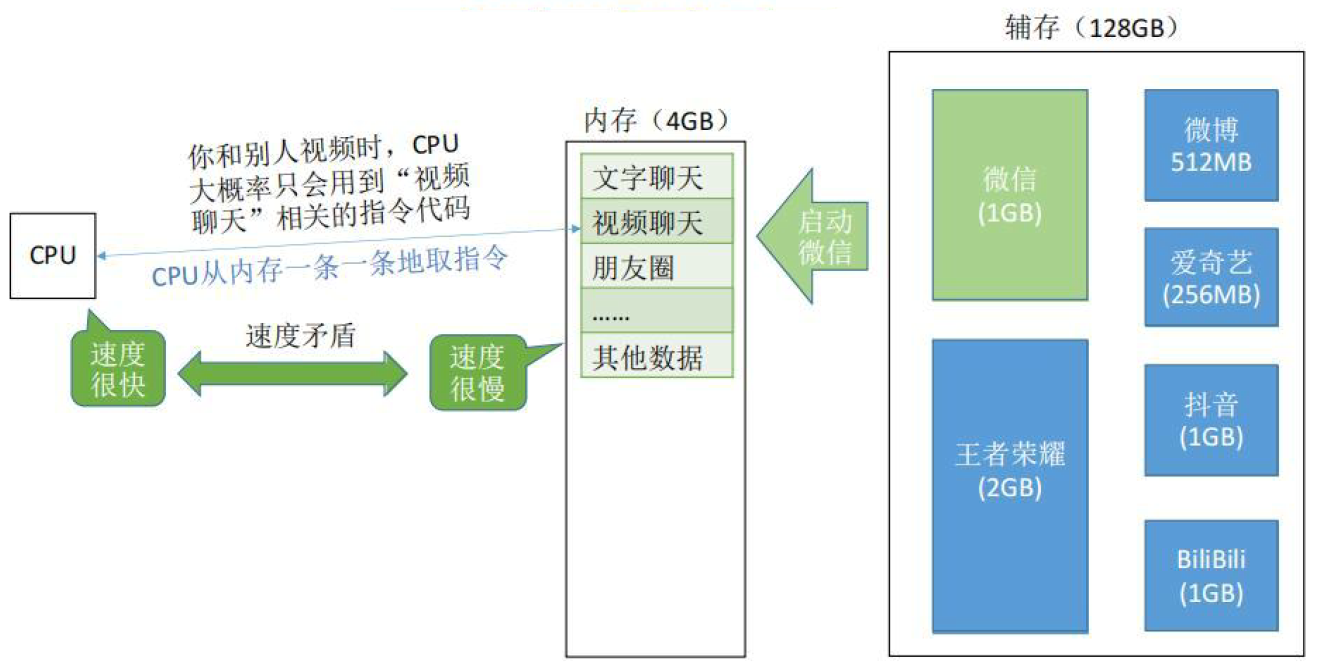 辅存（128GB）
内存（4GB）
你和别人视频时，CPU
大概率只会用到“视频
聊天”相关的指令代码
CPU
CPU从内存一条一条地取指令
速度
很快
速度矛盾
速度
很慢
文字聊天
视频聊天
朋友圈
……
其他数据
启动
微信
微信
(1GB)
王者荣耀
(2GB)
微博
512MB
爱奇艺
(256MB)
抖音
(1GB)
BiliBili
(1GB)